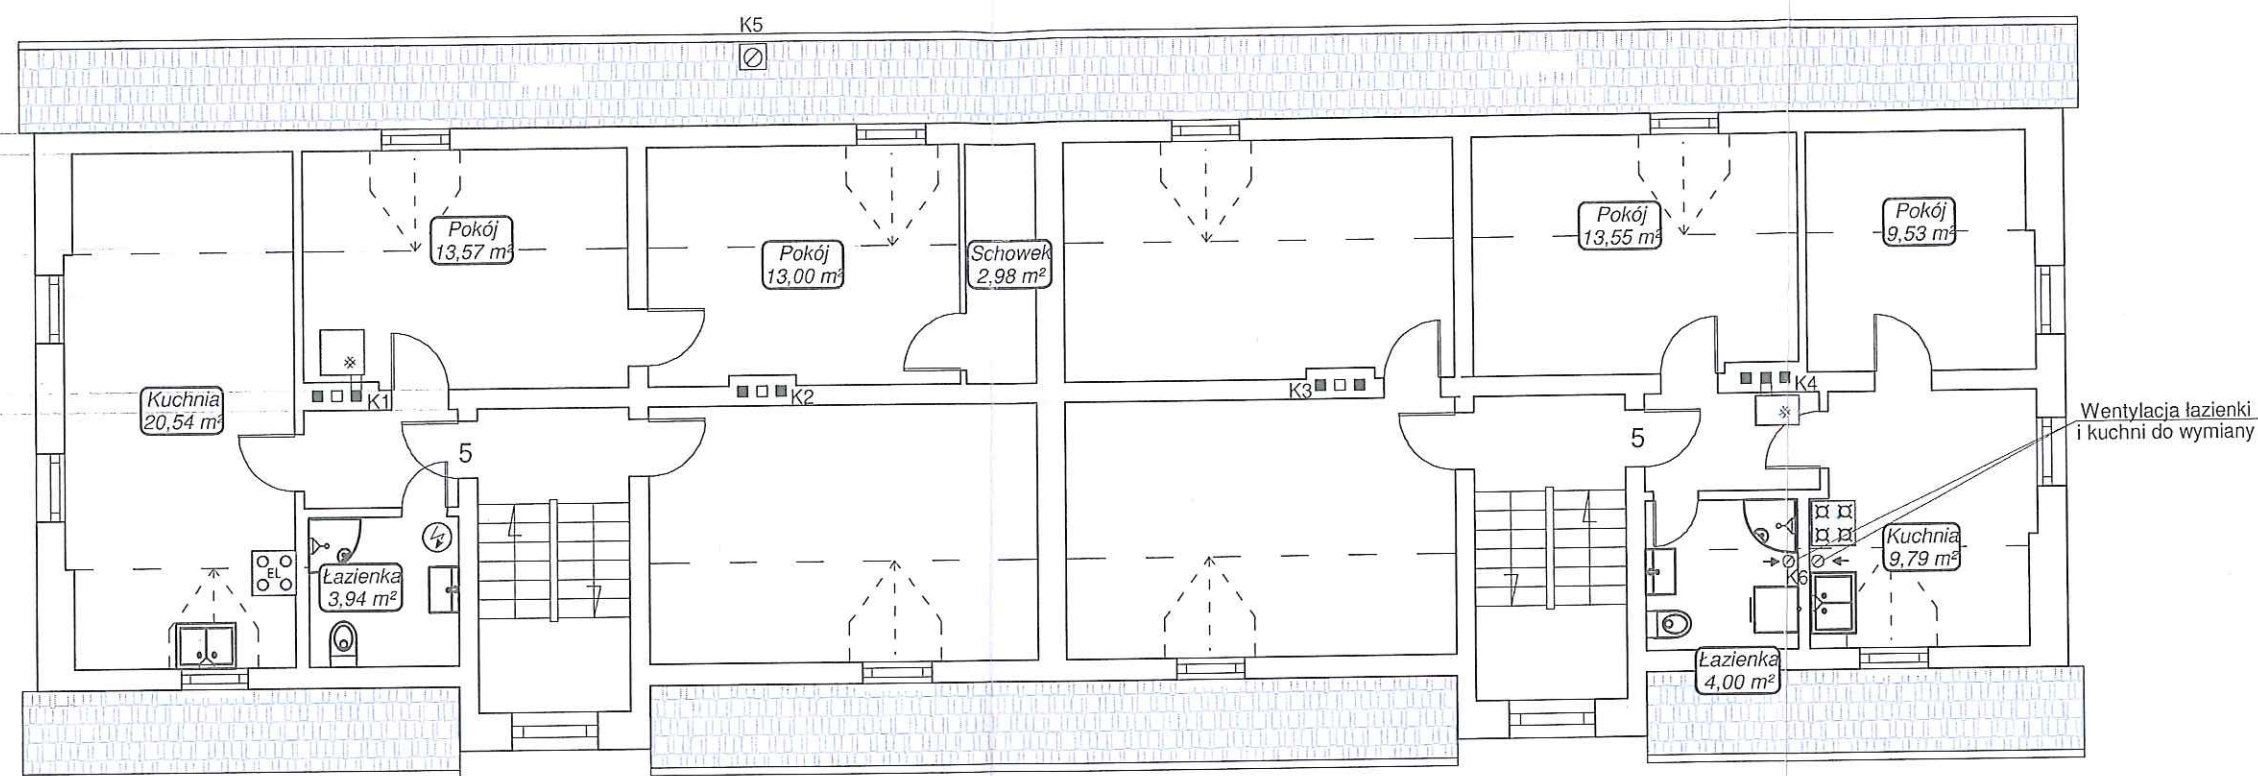 K5
Pokój
13,57 m²
Pokój
13,00 m²
Schowek
2,98 m²
Pokój
13,55 m²
Pokój
9,53 m²
Kuchnia
20,54 m²
K1
K2
K3
K4
Wentylacja łazienki
i kuchni do wymiany
5
5
EL
Łazienka
3,94 m²
Kuchnia
9,79 m²
K6
Łazienka
4,00 m²